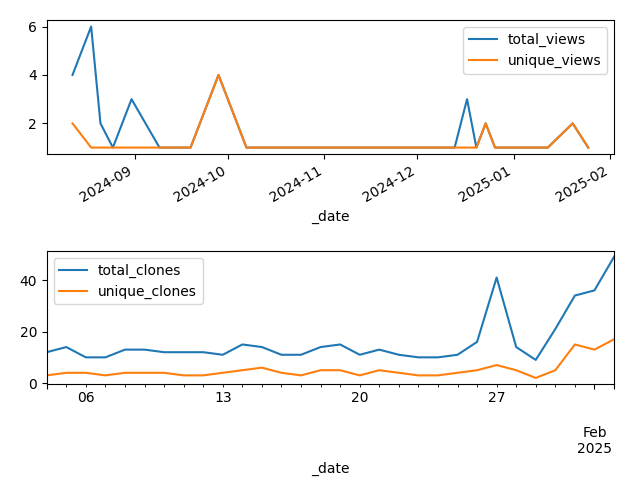 6
4
2
total_views
unique_views
2024-09
2024-10
2024-11
2024-12
2025-01
2025-02
_date
40
20
0
total_clones
unique_clones
06
13
20
27
Feb
2025
_date